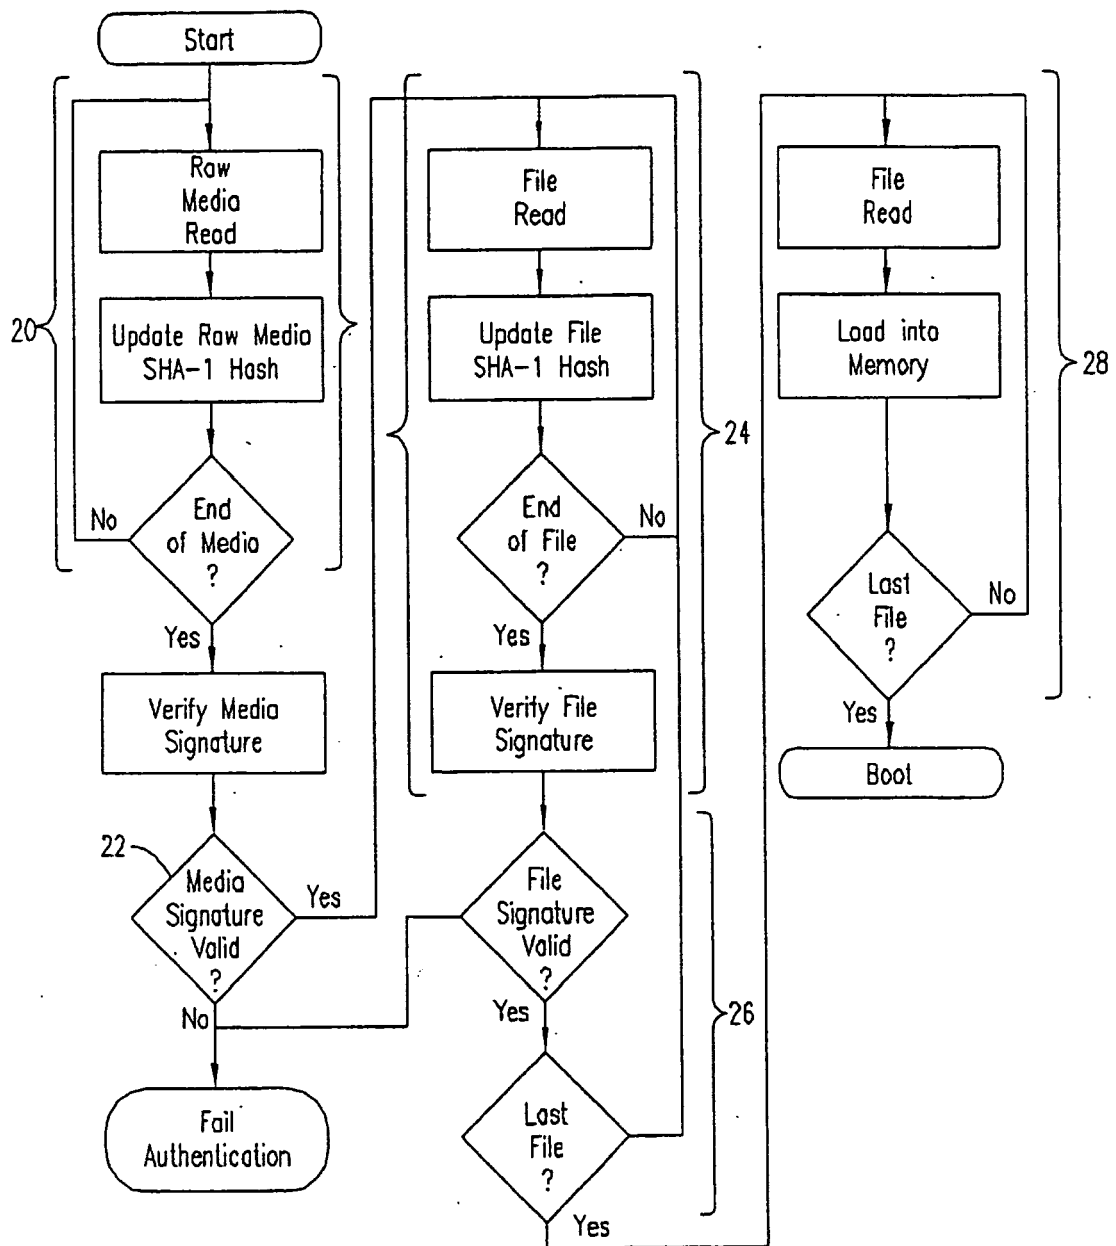 Start
Raw
Media
Read
20
Update Raw Media
SHA-1 Hash
No
End
of Media
?
Yes
Verify Media
Signature
22
Media
Signature
Valid
?
Yes
No
Fail
Authentication
File
Read
Update File
SHA-1 Hash
24
End
of File
?
No
Yes
Verify File
Signature
File
Signature
Valid
?
Yes
26
Last
File
?
Yes
File
Read
Load into
Memory
28
Last
File
?
No
Yes
Boot